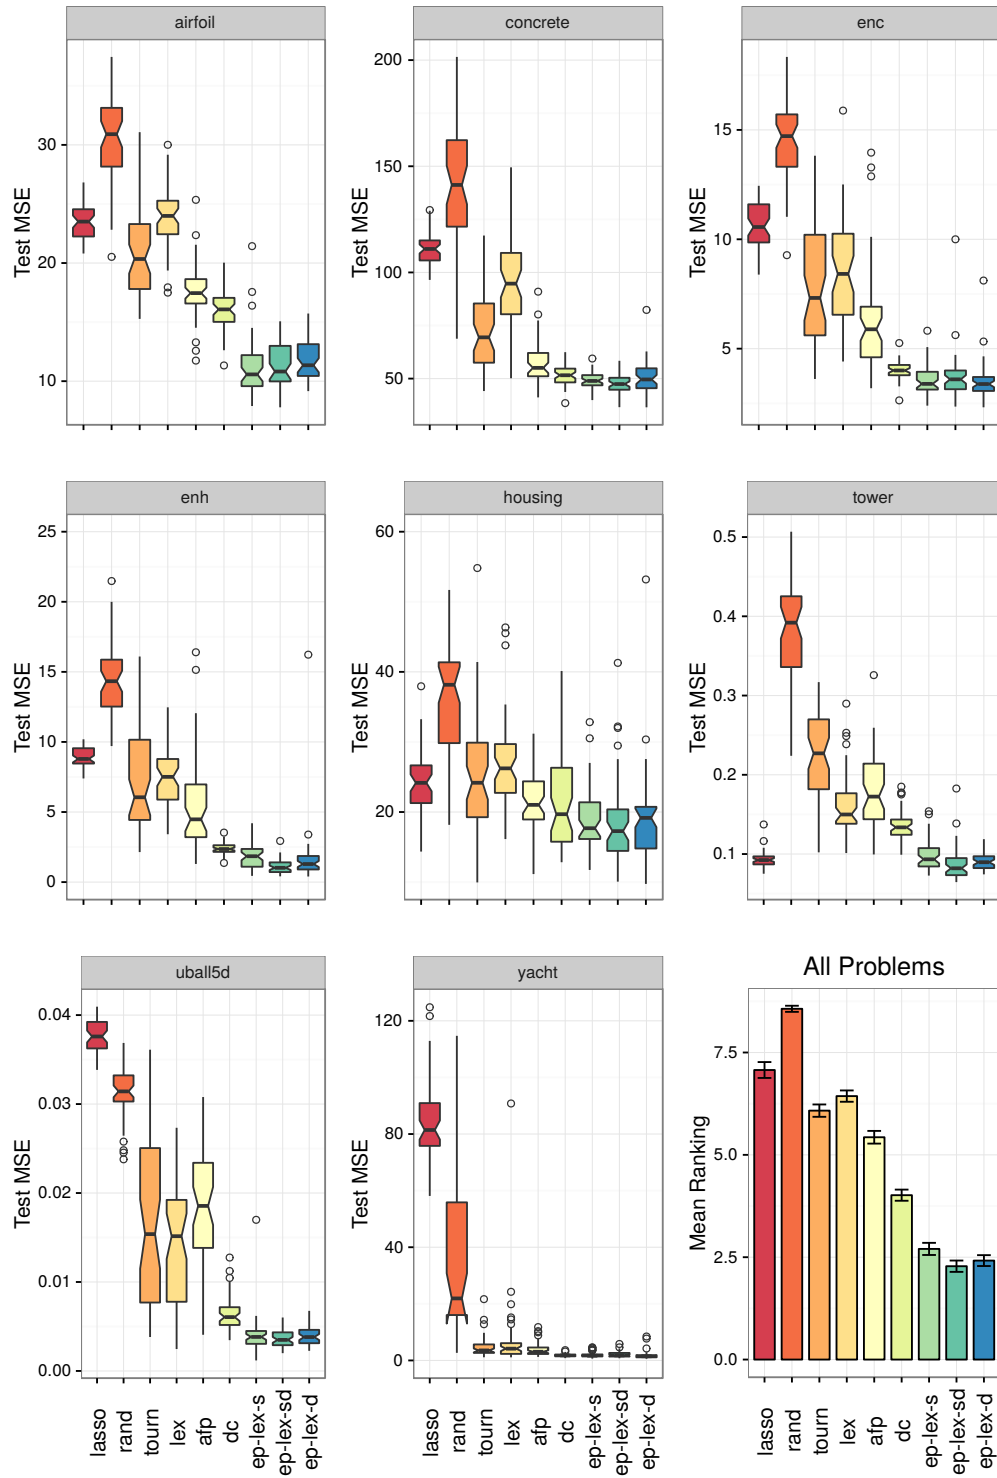 airfoil
concrete
enc
Test MSE
30
20
10
Test MSE
200
150
100
50
Test MSE
15
10
5
enh
housing
tower
Test MSE
25
20
15
10
5
0
Test MSE
60
40
20
Test MSE
0.5
0.4
0.3
0.2
0.1
uball5d
yacht
All Problems
Test MSE
0.04
0.03
0.02
0.01
0.00
Test MSE
120
80
40
0
Mean Ranking
7.5
5.0
2.5
0.0
lasso
rand
tourn
lex
afp
dc
ep-lex-s
ep-lex-sd
ep-lex-d
lasso
rand
tourn
lex
afp
dc
ep-lex-s
ep-lex-sd
ep-lex-d
lasso
rand
tourn
lex
afp
dc
ep-lex-s
ep-lex-sd
ep-lex-d